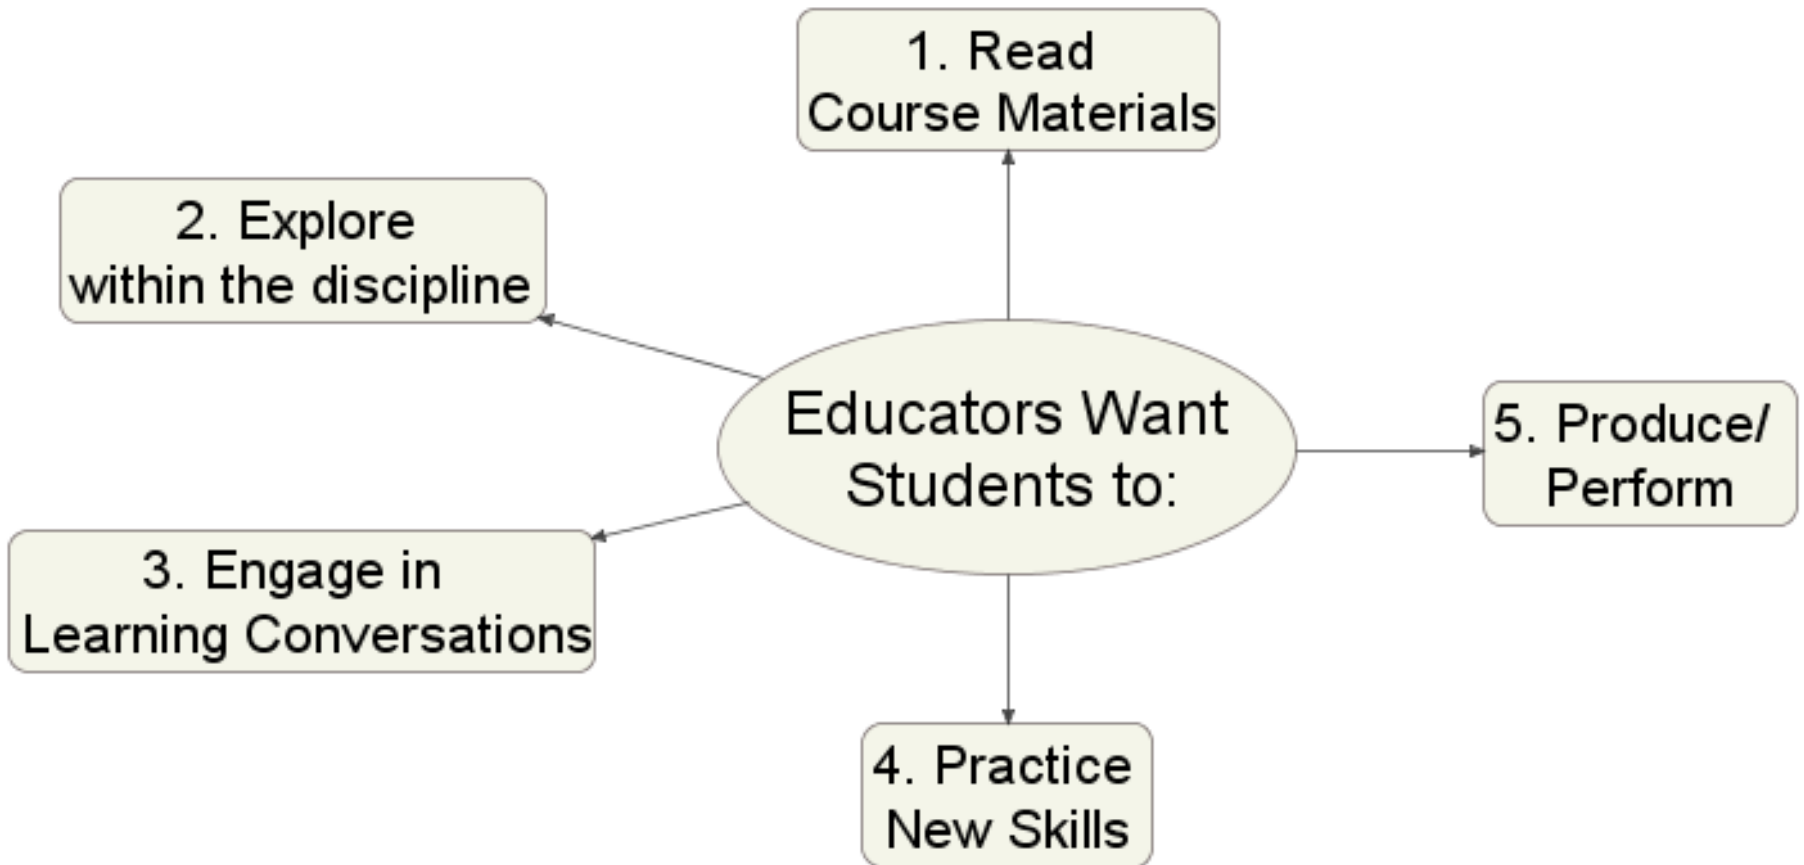 1. Read
Course Materials
2. Explore
within the discipline
Educators Want
Students to:
5. Produce/
Perform
3. Engage in
Learning Conversations
4. Practice
New Skills